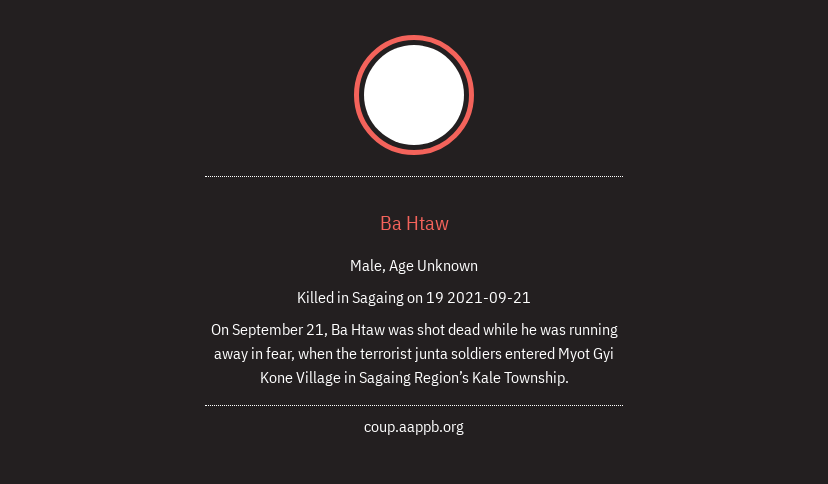 Ba Htaw
Male, Age Unknown
Killed in Sagaing on 19 2021-09-21
On September 21, Ba Htaw was shot dead while he was running
away in fear, when the terrorist junta soldiers entered Myot Gyi
Kone Village in Sagaing Region’s Kale Township.
coup.aappb.org